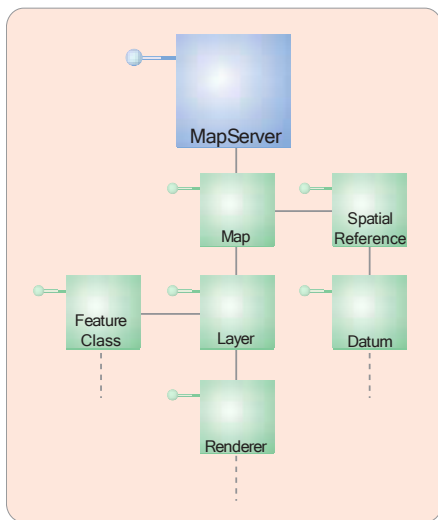 MapServer
Map
Spatial
Reference
Feature
Class
Layer
Datum
Renderer